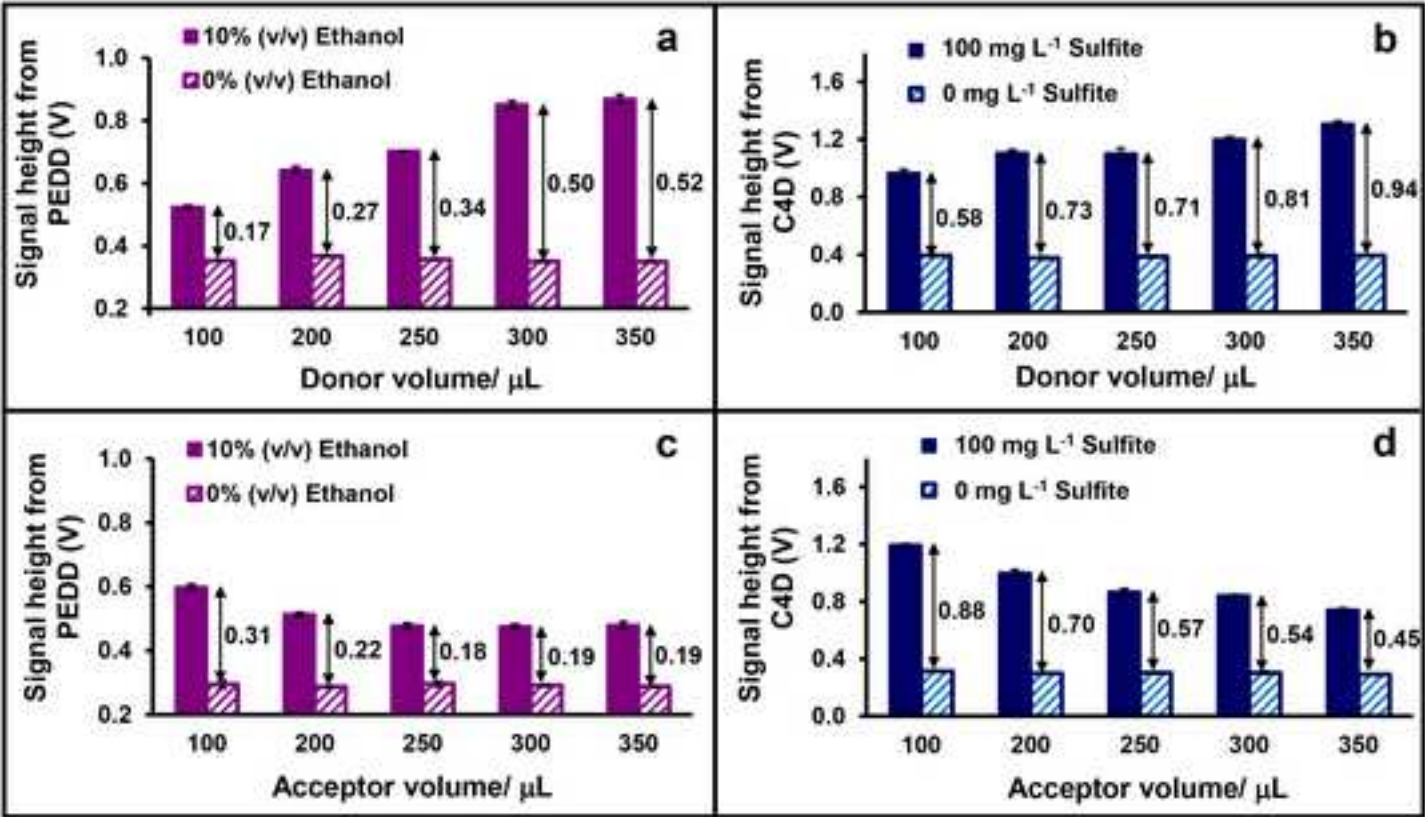 10% (v/v) Ethanol
0% (v/v) Ethanol
a
Signal height from
PEDD (V)
1.0
0.8
0.6
0.4
0.2
0.17
0.27
0.34
0.50
0.52
100 200 250 300 350
Donor volume/ μL
100 mg L⁻¹ Sulfite
0 mg L⁻¹ Sulfite
b
Signal height from
C4D (V)
1.6
1.2
0.8
0.4
0.0
0.58
0.73
0.71
0.81
0.94
100 200 250 300 350
Donor volume/ μL
10% (v/v) Ethanol
0% (v/v) Ethanol
c
Signal height from
PEDD (V)
1.0
0.8
0.6
0.4
0.2
0.31
0.22
0.18
0.19
0.19
100 200 250 300 350
Acceptor volume/ μL
100 mg L⁻¹ Sulfite
0 mg L⁻¹ Sulfite
d
Signal height from
C4D (V)
1.6
1.2
0.8
0.4
0.0
0.88
0.70
0.57
0.54
0.45
100 200 250 300 350
Acceptor volume/ μL